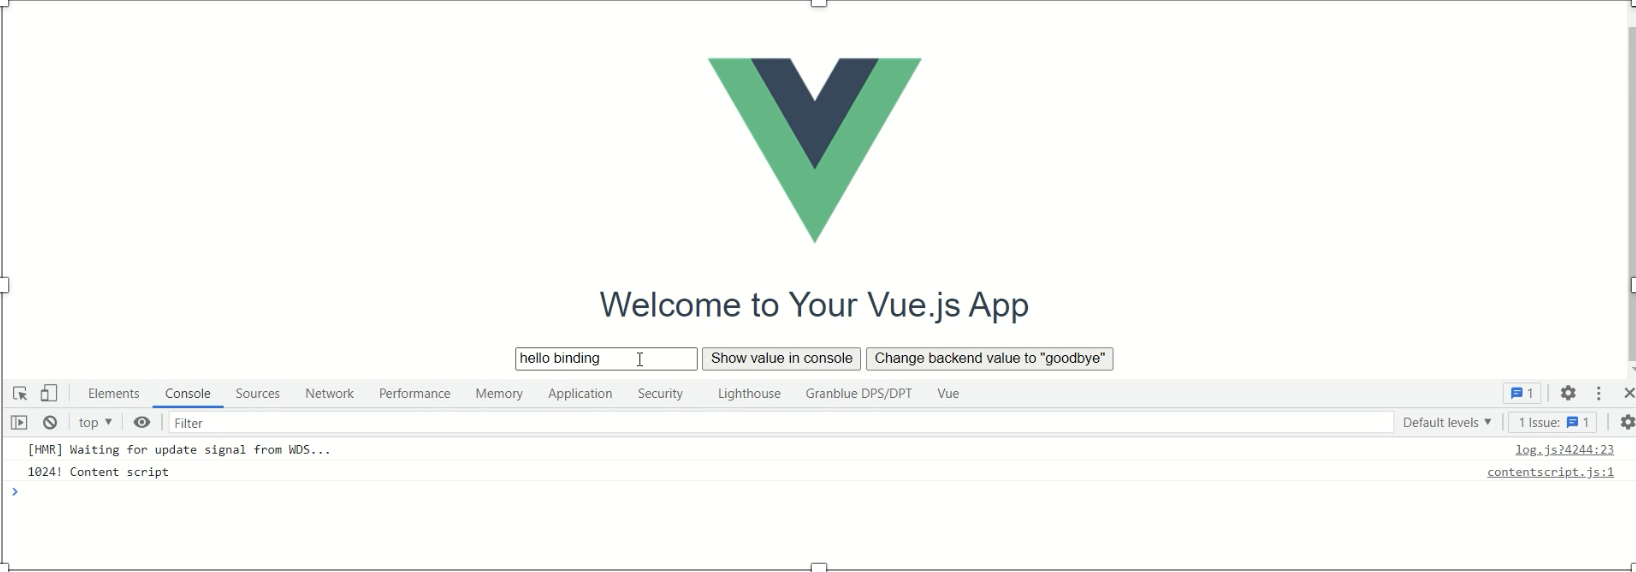 Welcome to Your Vue.js App
hello binding Show value in console Change backend value to "goodbye"
Elements Console Sources Network Performance Memory Application Security Lighthouse Granblue DPS/DPT Vue 1
top Filter Default levels 1 Issue: 1
[HMR] Waiting for update signal from WDS... log.js?4244:23
1024! Content script contentscript.js:1